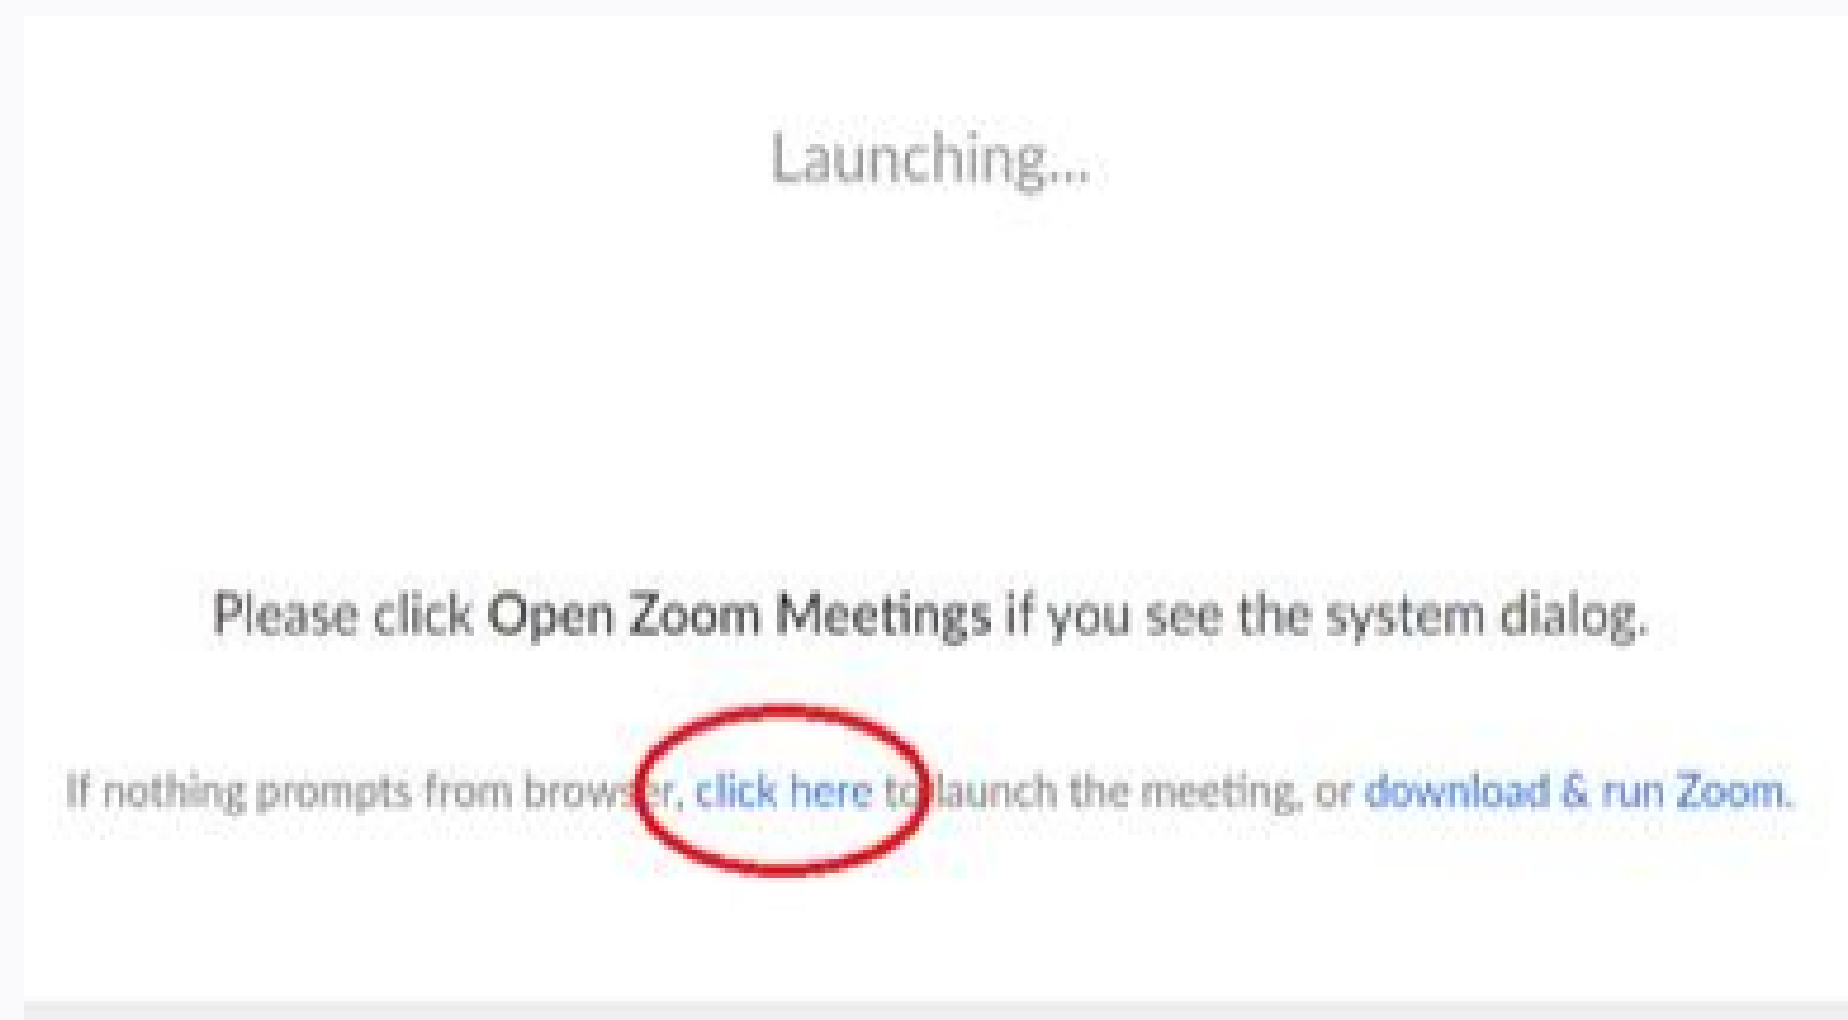 Launching...
Please click Open Zoom Meetings if you see the system dialog.
If nothing prompts from browser, click here to launch the meeting, or download & run Zoom.